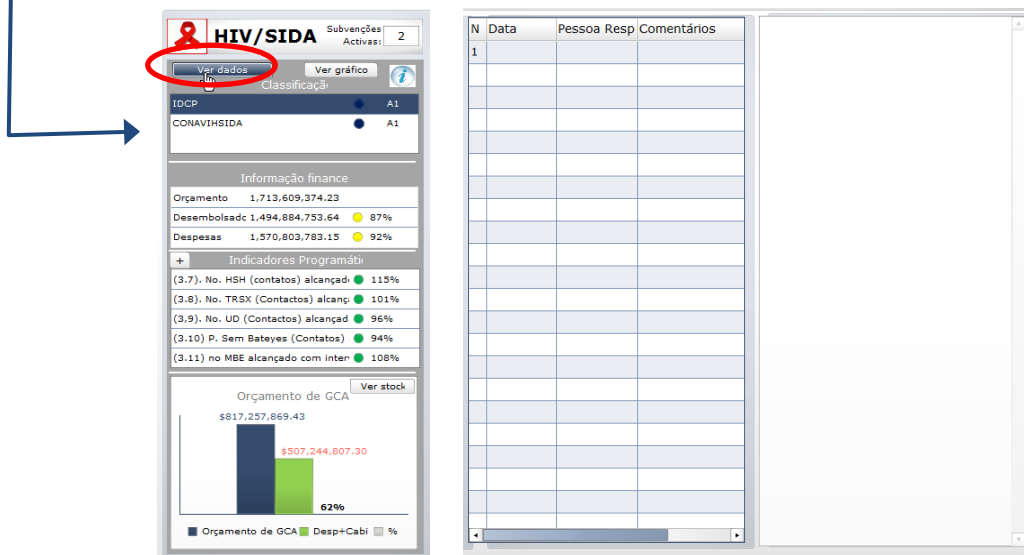 HIV/SIDA
Subvenções
Activas: 2
Ver dados Ver gráfico
i
Classificaçã
IDCP A1
CONAVIHSIDA A1
Informação finance
Orçamento 1,713,609,374.23
Desembolsadc 1,494,884,753.64 87%
Despesas 1,570,803,783.15 92%
+ Indicadores Programáti
(3.7). No. HSH (contatos) alcançad 115%
(3.8). No. TRSX (Contactos) alcanç 101%
(3,9). No. UD (Contactos) alcançad 96%
(3.10) P. Sem Bateyes (Contatos) 94%
(3.11) no MBE alcançado com inter 108%
Ver stock
Orçamento de GCA
$817,257,869.43
$507,244,807.30
62%
Orçamento de GCA Desp+Cabi %
N Data Pessoa Resp Comentários
1